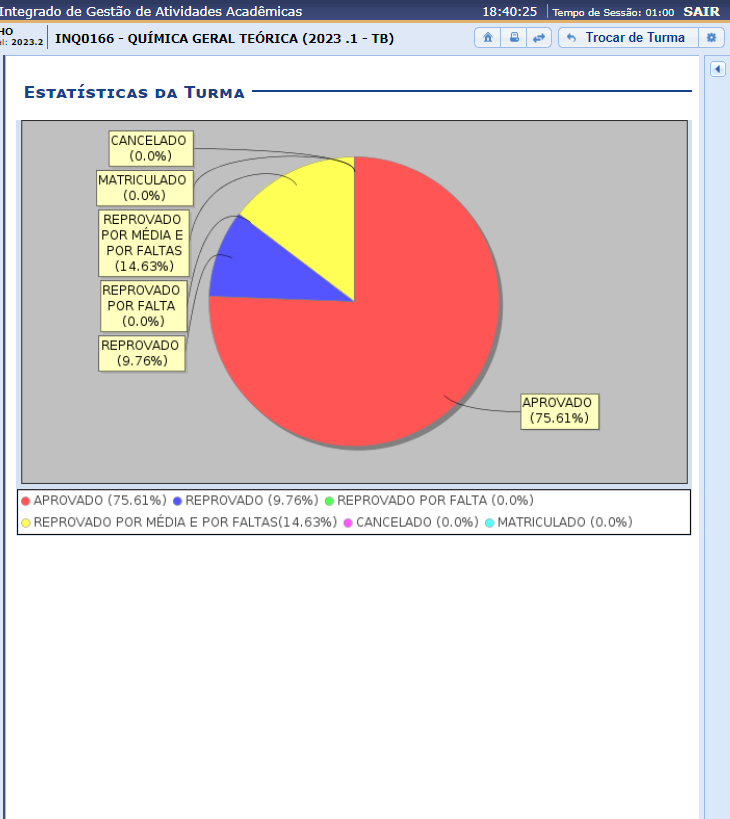 Integrado de Gestão de Atividades Acadêmicas 18:40:25 Tempo de Sessão: 01:00 SAIR
HO
el: 2023.2
INQ0166 - QUÍMICA GERAL TEÓRICA (2023 .1 - TB) Trocar de Turma
Estatísticas da Turma
CANCELADO
(0.0%)
MATRICULADO
(0.0%)
REPROVADO
POR MÉDIA E
POR FALTAS
(14.63%)
REPROVADO
POR FALTA
(0.0%)
REPROVADO
(9.76%)
APROVADO
(75.61%)
APROVADO (75.61%) REPROVADO (9.76%) REPROVADO POR FALTA (0.0%)
REPROVADO POR MÉDIA E POR FALTAS(14.63%) CANCELADO (0.0%) MATRICULADO (0.0%)